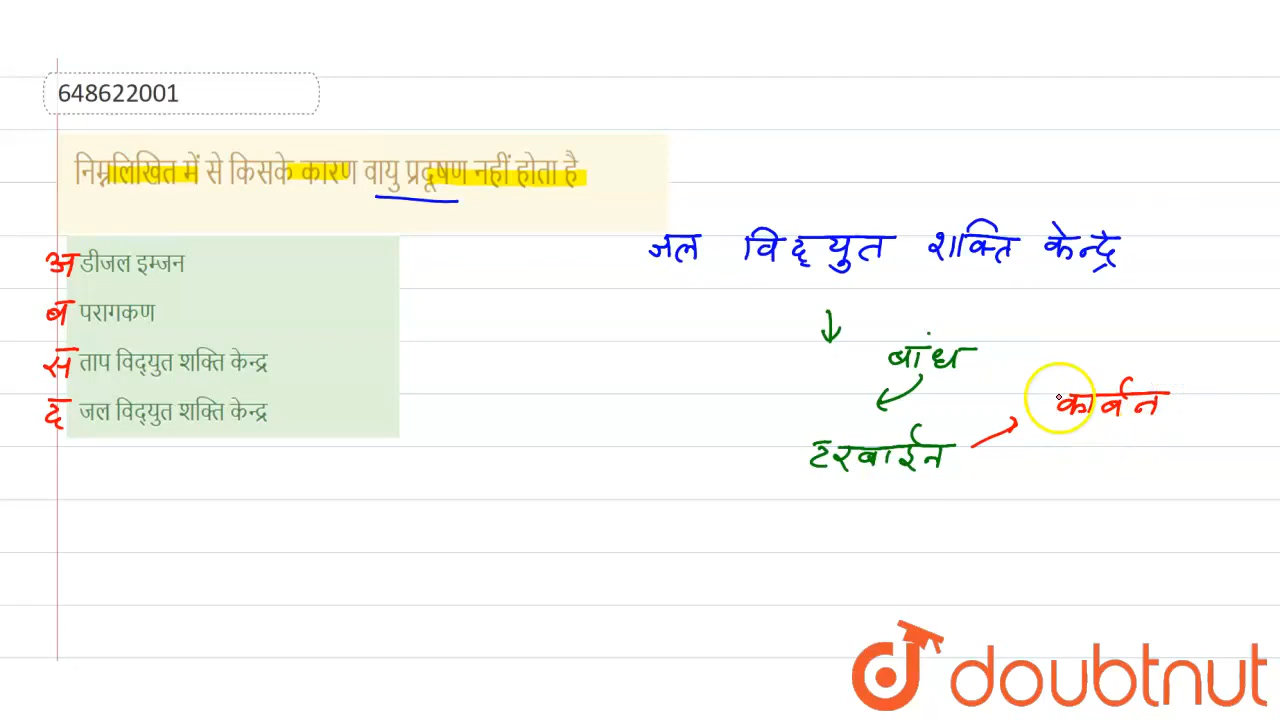 648622001
निम्नलिखित में से किसके कारण वायु प्रदूषण नहीं होता है
अ डीजल इम्जन
ब परागकण
स ताप विद्युत शक्ति केन्द्र
द जल विद्युत शक्ति केन्द्र
जल विद्युत शक्ति केन्द्रे
बांध
टरबाईन
कार्बन
doubtnut